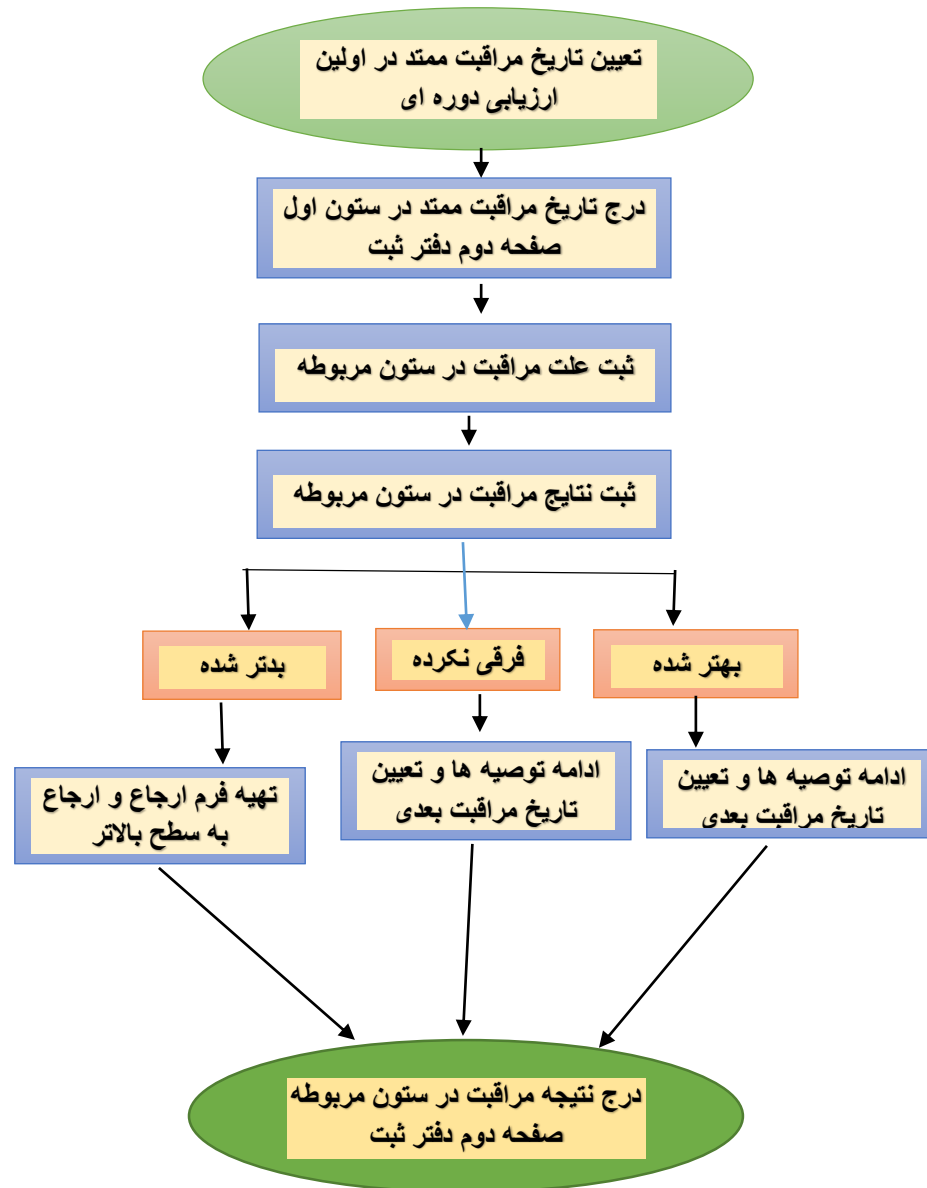 تعیین تاریخ مراقبت ممتد در اولین
ارزیابی دوره ای
درج تاریخ مراقبت ممتد در ستون اول
صفحه دوم دفتر ثبت
ثبت علت مراقبت در ستون مربوطه
ثبت نتایج مراقبت در ستون مربوطه
بهتر شده
فرقی نکرده
بدتر شده
ادامه توصیه ها و تعیین
تاریخ مراقبت بعدی
ادامه توصیه ها و تعیین
تاریخ مراقبت بعدی
تهیه فرم ارجاع و ارجاع
به سطح بالاتر
درج نتیجه مراقبت در ستون مربوطه
صفحه دوم دفتر ثبت